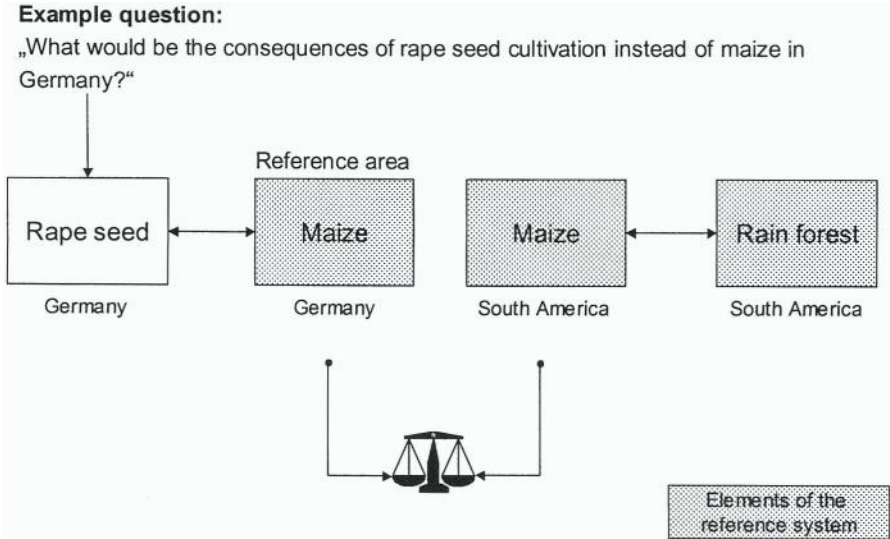 Example question:
„What would be the consequences of rape seed cultivation instead of maize in
Germany?“
Reference area
Rape seed
Maize
Maize
Rain forest
Germany
Germany
South America
South America
Elements of the
reference system